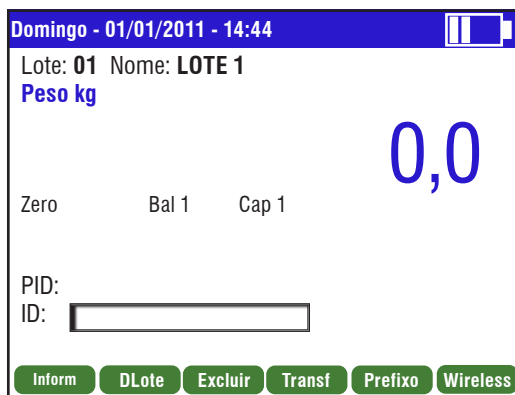 Domingo - 01/01/2011 - 14:44
Lote: 01 Nome: LOTE 1
Peso kg
0,0
Zero Bal 1 Cap 1
PID:
ID:
Inform DLote Excluir Transf Prefixo Wireless